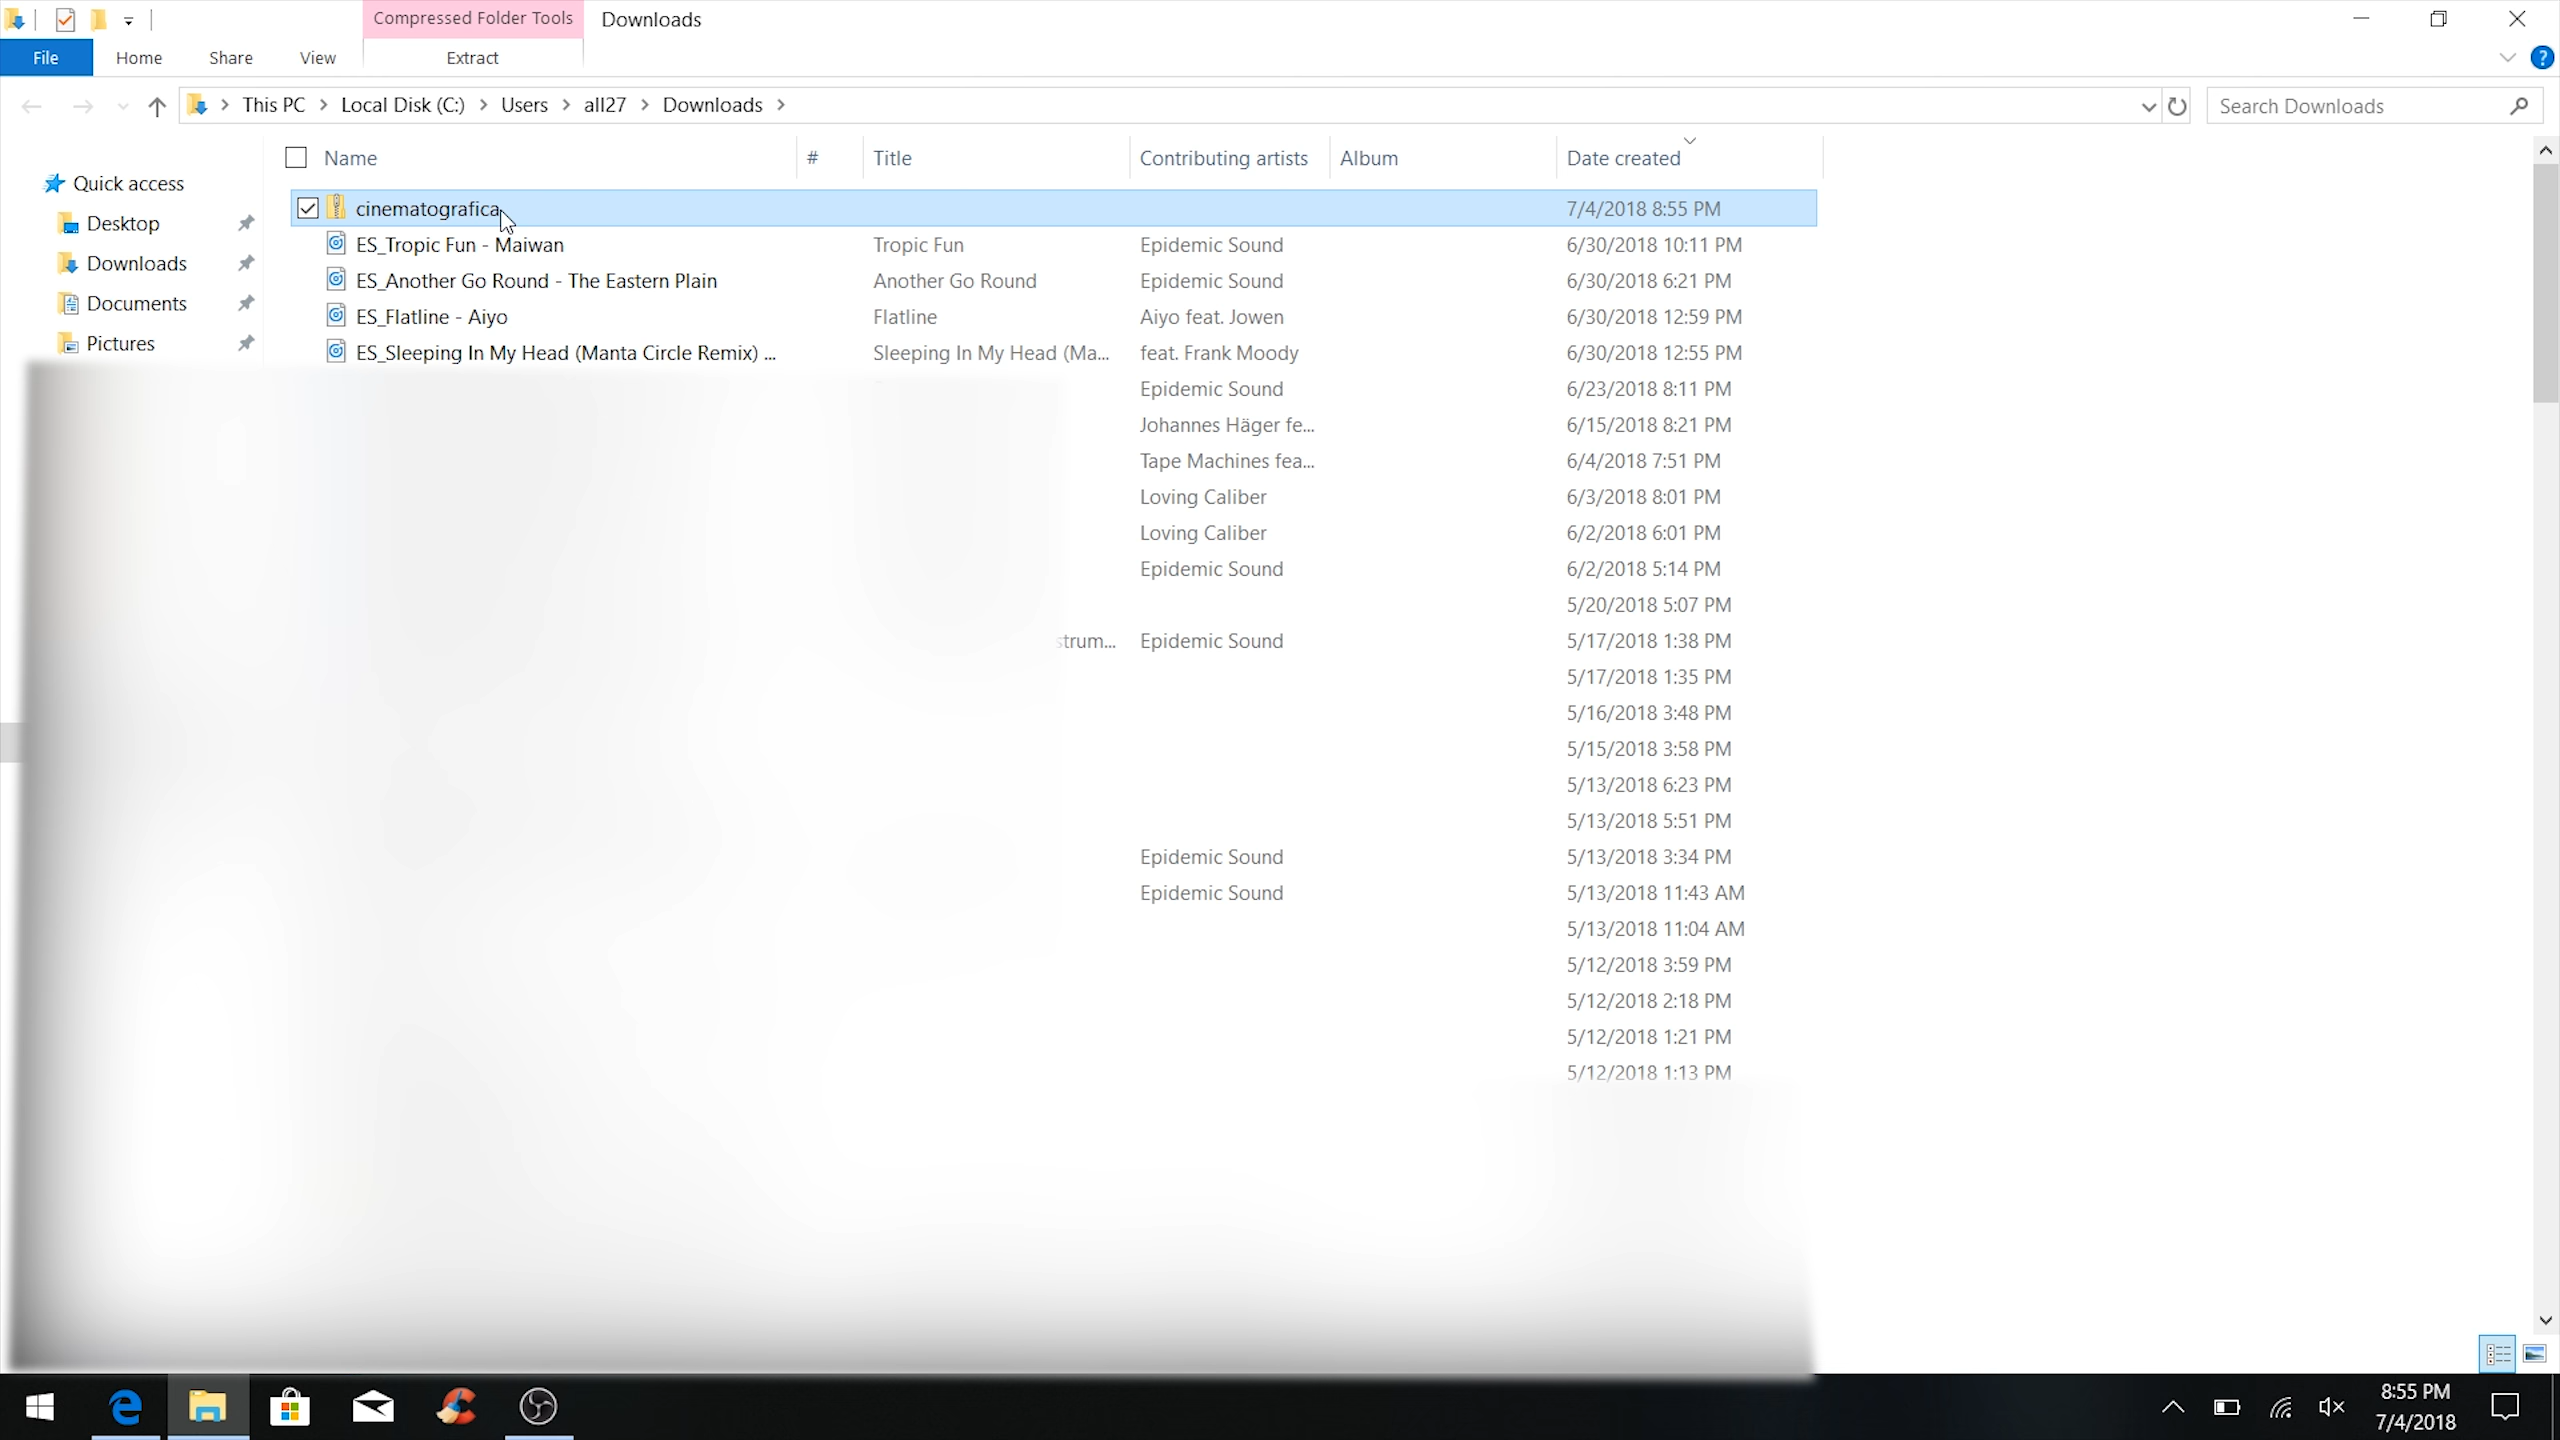 Compressed Folder Tools
Downloads
File
Home
Share
View
Extract
This PC
Local Disk (C:)
Users
all27
Downloads
Search Downloads
Name
#
Title
Contributing artists
Album
Date created
Quick access
Desktop
Downloads
Documents
Pictures
cinematografica 7/4/2018 8:55 PM
ES_Tropic Fun - Maiwan Tropic Fun Epidemic Sound 6/30/2018 10:11 PM
ES_Another Go Round - The Eastern Plain Another Go Round Epidemic Sound 6/30/2018 6:21 PM
ES_Flatline - Aiyo Flatline Aiyo feat. Jowen 6/30/2018 12:59 PM
ES_Sleeping In My Head (Manta Circle Remix) ... Sleeping In My Head (Ma... feat. Frank Moody 6/30/2018 12:55 PM
Epidemic Sound 6/23/2018 8:11 PM
Johannes Häger fe... 6/15/2018 8:21 PM
Tape Machines fea... 6/4/2018 7:51 PM
Loving Caliber 6/3/2018 8:01 PM
Loving Caliber 6/2/2018 6:01 PM
Epidemic Sound 6/2/2018 5:14 PM
5/20/2018 5:07 PM
strum... Epidemic Sound 5/17/2018 1:38 PM
5/17/2018 1:35 PM
5/16/2018 3:48 PM
5/15/2018 3:58 PM
5/13/2018 6:23 PM
5/13/2018 5:51 PM
Epidemic Sound 5/13/2018 3:34 PM
Epidemic Sound 5/13/2018 11:43 AM
5/13/2018 11:04 AM
5/12/2018 3:59 PM
5/12/2018 2:18 PM
5/12/2018 1:21 PM
5/12/2018 1:13 PM
8:55 PM
7/4/2018